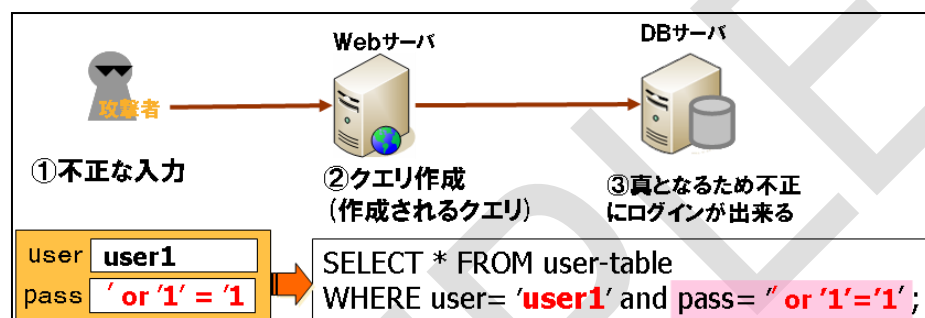 Webサーバ
DBサーバ
攻撃者
①不正な入力
②クエリ作成
(作成されるクエリ)
③真となるため不正
にログインが出来る
user user1
pass ' or '1' = '1
SELECT * FROM user-table
WHERE user= 'user1' and pass= '' or '1'='1' ;